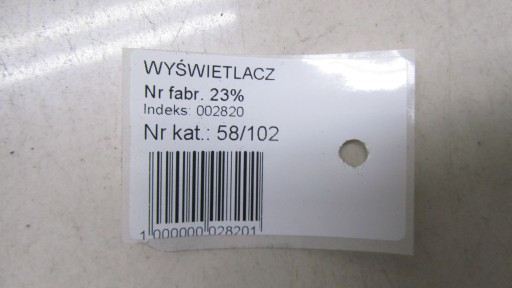 WYŚWIETLACZ
Nr fabr. 23%
Indeks: 002820
Nr kat.: 58/102
1 000000 028201